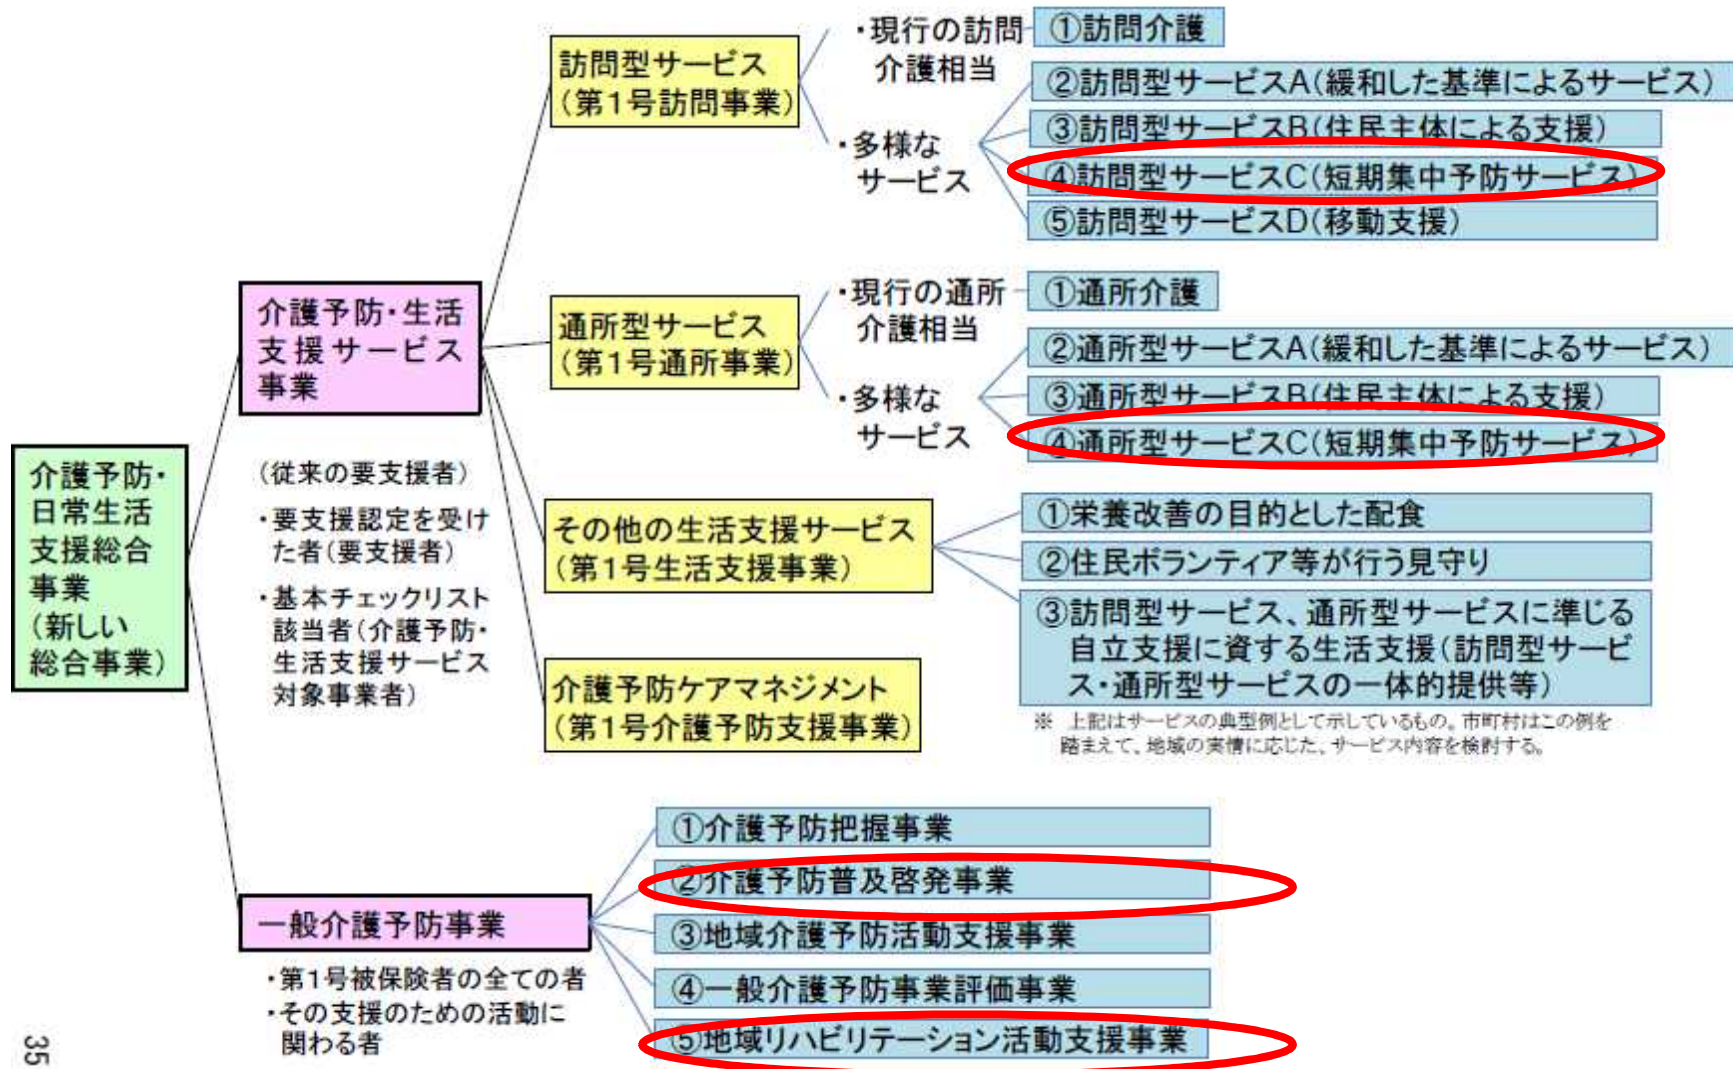 介護予防・
日常生活
支援総合
事業
（新しい
総合事業）
介護予防・生活
支援サービス
事業
（従来の要支援者）
・要支援認定を受け
た者（要支援者）
・基本チェックリスト
該当者（介護予防・
生活支援サービス
対象事業者）
訪問型サービス
（第1号訪問事業）
・現行の訪問
介護相当
①訪問介護
・多様な
サービス
②訪問型サービスA（緩和した基準によるサービス）
③訪問型サービスB（住民主体による支援）
④訪問型サービスC（短期集中予防サービス）
⑤訪問型サービスD（移動支援）
通所型サービス
（第1号通所事業）
・現行の通所
介護相当
①通所介護
・多様な
サービス
②通所型サービスA（緩和した基準によるサービス）
③通所型サービスB（住民主体による支援）
④通所型サービスC（短期集中予防サービス）
その他の生活支援サービス
（第1号生活支援事業）
①栄養改善の目的とした配食
②住民ボランティア等が行う見守り
③訪問型サービス、通所型サービスに準じる
自立支援に資する生活支援（訪問型サービ
ス・通所型サービスの一体的提供等）
※ 上記はサービスの典型例として示しているもの。市町村はこの例を
踏まえて、地域の実情に応じた、サービス内容を検討する。
介護予防ケアマネジメント
（第1号介護予防支援事業）
一般介護予防事業
・第1号被保険者の全ての者
・その支援のための活動に
関わる者
①介護予防把握事業
②介護予防普及啓発事業
③地域介護予防活動支援事業
④一般介護予防事業評価事業
⑤地域リハビリテーション活動支援事業
35